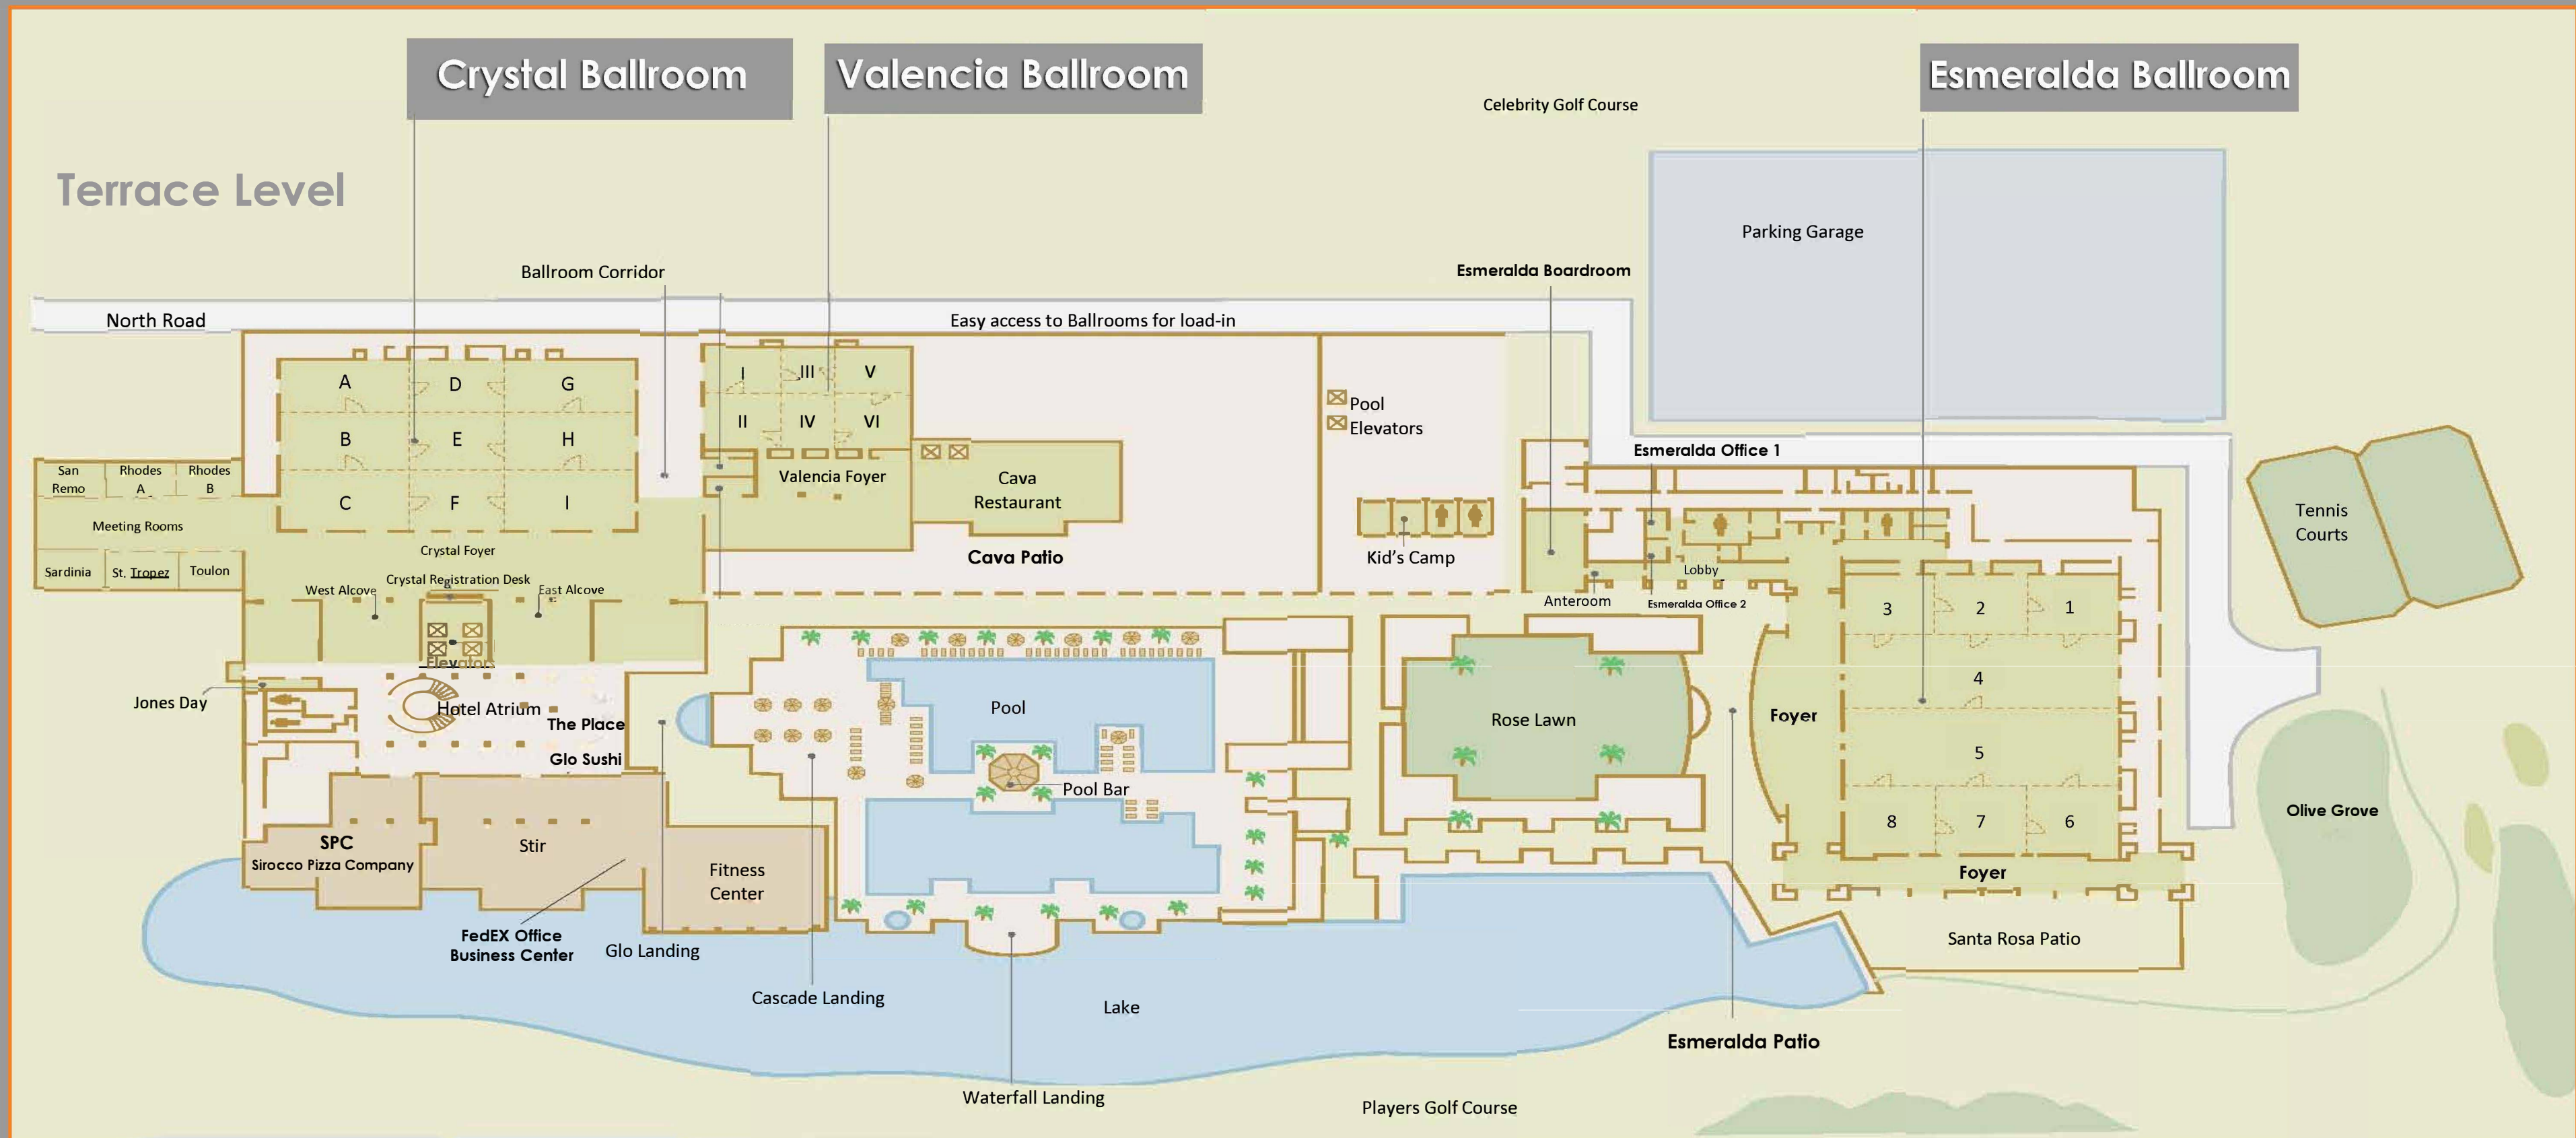 Crystal Ballroom
Valencia Ballroom
Esmeralda Ballroom
Celebrity Golf Course
Terrace Level
Parking Garage
Ballroom Corridor
Esmeralda Boardroom
North Road
Easy access to Ballrooms for load-in
A
D
G
B
E
H
C
F
I
I
III
V
II
IV
VI
Valencia Foyer
Cava
Restaurant
Cava Patio
Pool
Elevators
Kid's Camp
Esmeralda Office 1
Lobby
Anteroom
Esmeralda Office 2
Tennis
Courts
San
Remo
Rhodes
A
Rhodes
B
Meeting Rooms
Sardinia
St. Tropez
Toulon
Crystal Foyer
Crystal Registration Desk
West Alcove
East Alcove
Elevators
Jones Day
Hotel Atrium
The Place
Glo Sushi
Pool
Pool Bar
Rose Lawn
Foyer
3
2
1
4
5
8
7
6
Foyer
Olive Grove
SPC
Sirocco Pizza Company
Stir
Fitness
Center
FedEX Office
Business Center
Glo Landing
Cascade Landing
Lake
Santa Rosa Patio
Esmeralda Patio
Waterfall Landing
Players Golf Course